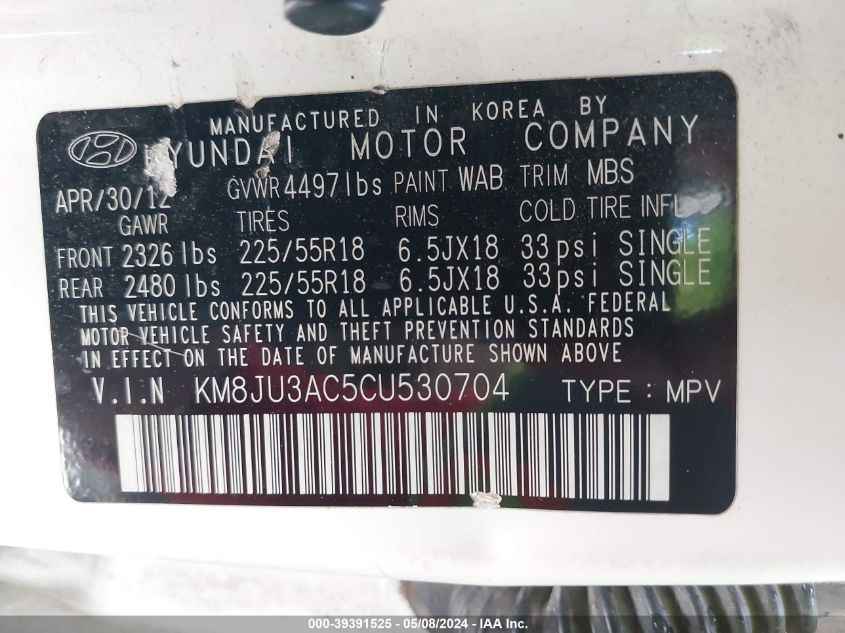 MANUFACTURED IN KOREA BY
HYUNDAI MOTOR COMPANY
APR/30/12 GVWR 4497lbs PAINT WAB TRIM MBS
GAWR TIRES RIMS COLD TIRE INFL
FRONT 2326 lbs 225/55R18 6.5JX18 33psi SINGLE
REAR 2480 lbs 225/55R18 6.5JX18 33psi SINGLE
THIS VEHICLE CONFORMS TO ALL APPLICABLE U.S.A. FEDERAL
MOTOR VEHICLE SAFETY AND THEFT PREVENTION STANDARDS
IN EFFECT ON THE DATE OF MANUFACTURE SHOWN ABOVE
V.I.N KM8JU3AC5CU530704 TYPE : MPV
000-39391525 - 05/08/2024 - IAA Inc.